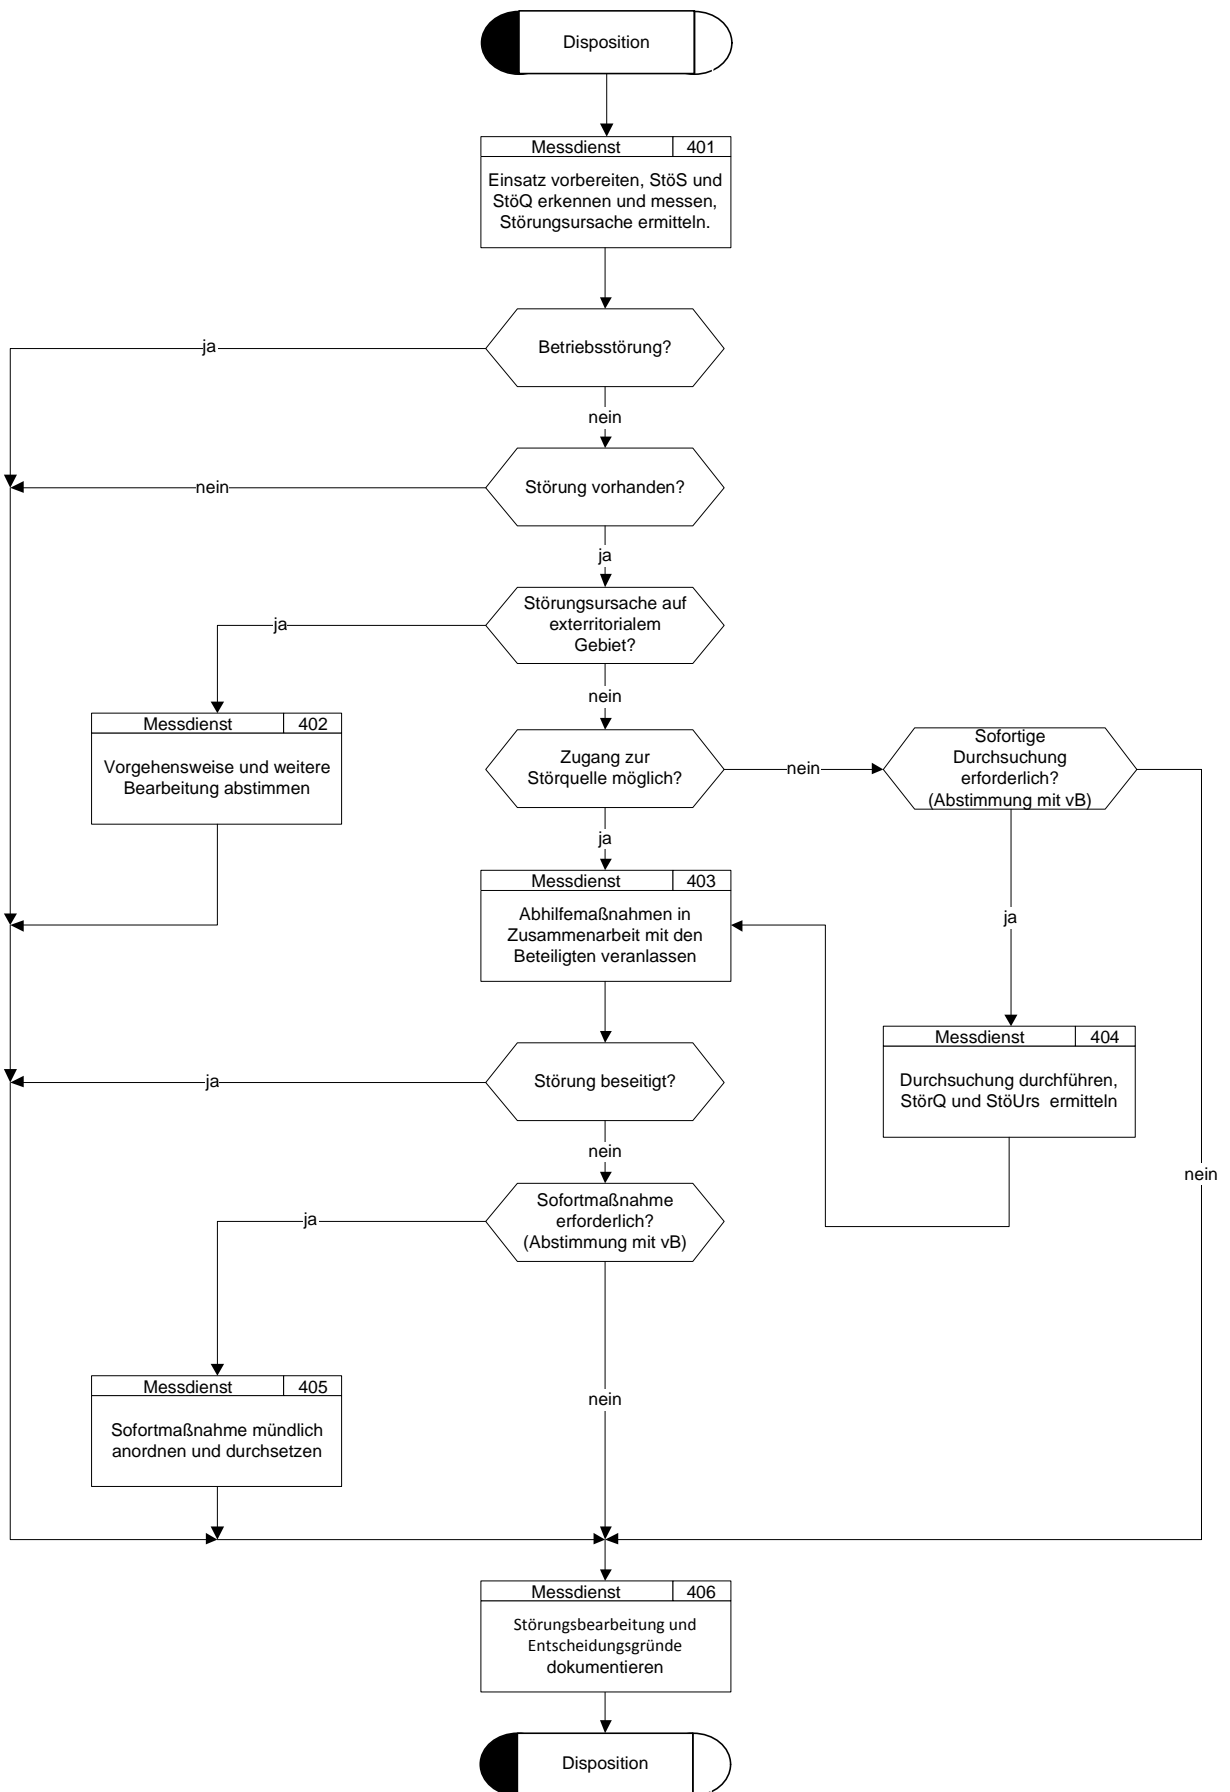 Disposition
Messdienst 401
Einsatz vorbereiten, StöS und
StöQ erkennen und messen,
Störungsursache ermitteln.
ja
Betriebsstörung?
nein
nein
Störung vorhanden?
ja
ja
Störungsursache auf
exterritorialem
Gebiet?
nein
Messdienst 402
Vorgehensweise und weitere
Bearbeitung abstimmen
Zugang zur
Störquelle möglich?
nein
Sofortige
Durchsuchung
erforderlich?
(Abstimmung mit vB)
ja
Messdienst 403
Abhilfemaßnahmen in
Zusammenarbeit mit den
Beteiligten veranlassen
ja
Messdienst 404
Durchsuchung durchführen,
StörQ und StöUrs ermitteln
ja
Störung beseitigt?
nein
nein
ja
Sofortmaßnahme
erforderlich?
(Abstimmung mit vB)
Messdienst 405
Sofortmaßnahme mündlich
anordnen und durchsetzen
nein
Messdienst 406
Störungsbearbeitung und
Entscheidungsgründe
dokumentieren
Disposition